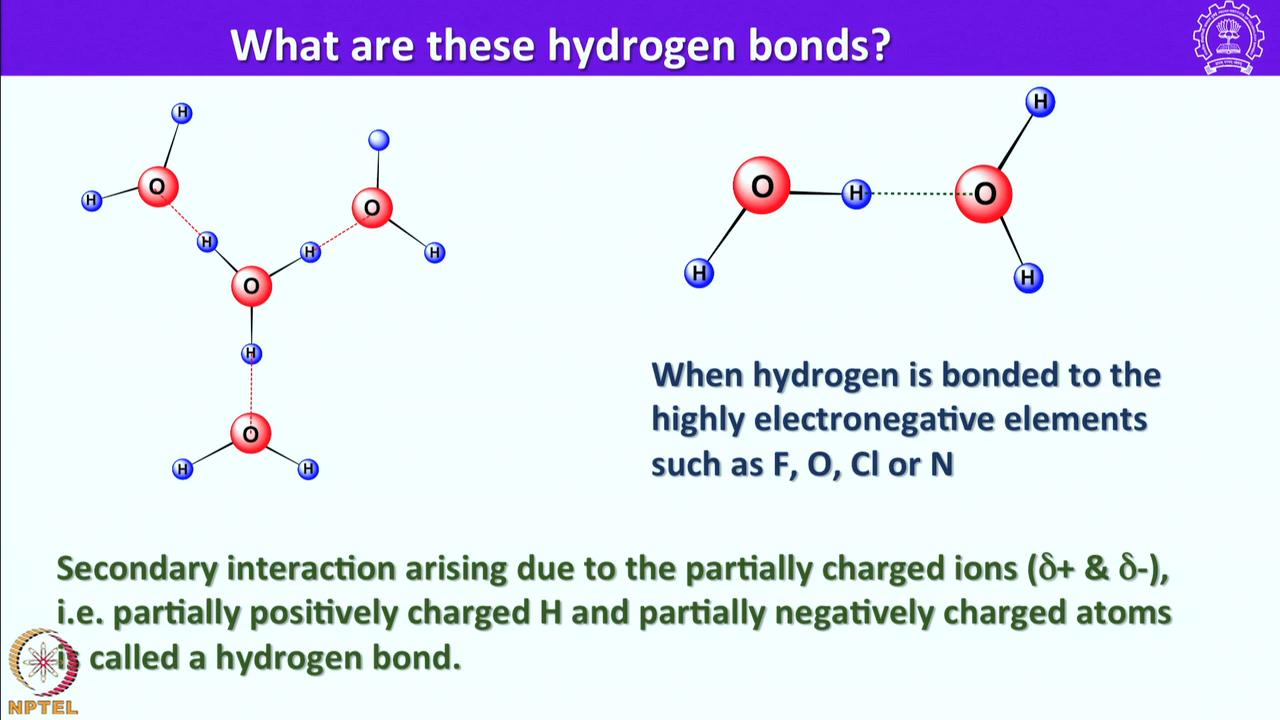 What are these hydrogen bonds?
H
H
O
H
O
H
H
O
H
H
O
H
H
H
O
H
O
H
H
When hydrogen is bonded to the
highly electronegative elements
such as F, O, Cl or N
Secondary interaction arising due to the partially charged ions (δ+ & δ-),
i.e. partially positively charged H and partially negatively charged atoms
is called a hydrogen bond.
NPTEL